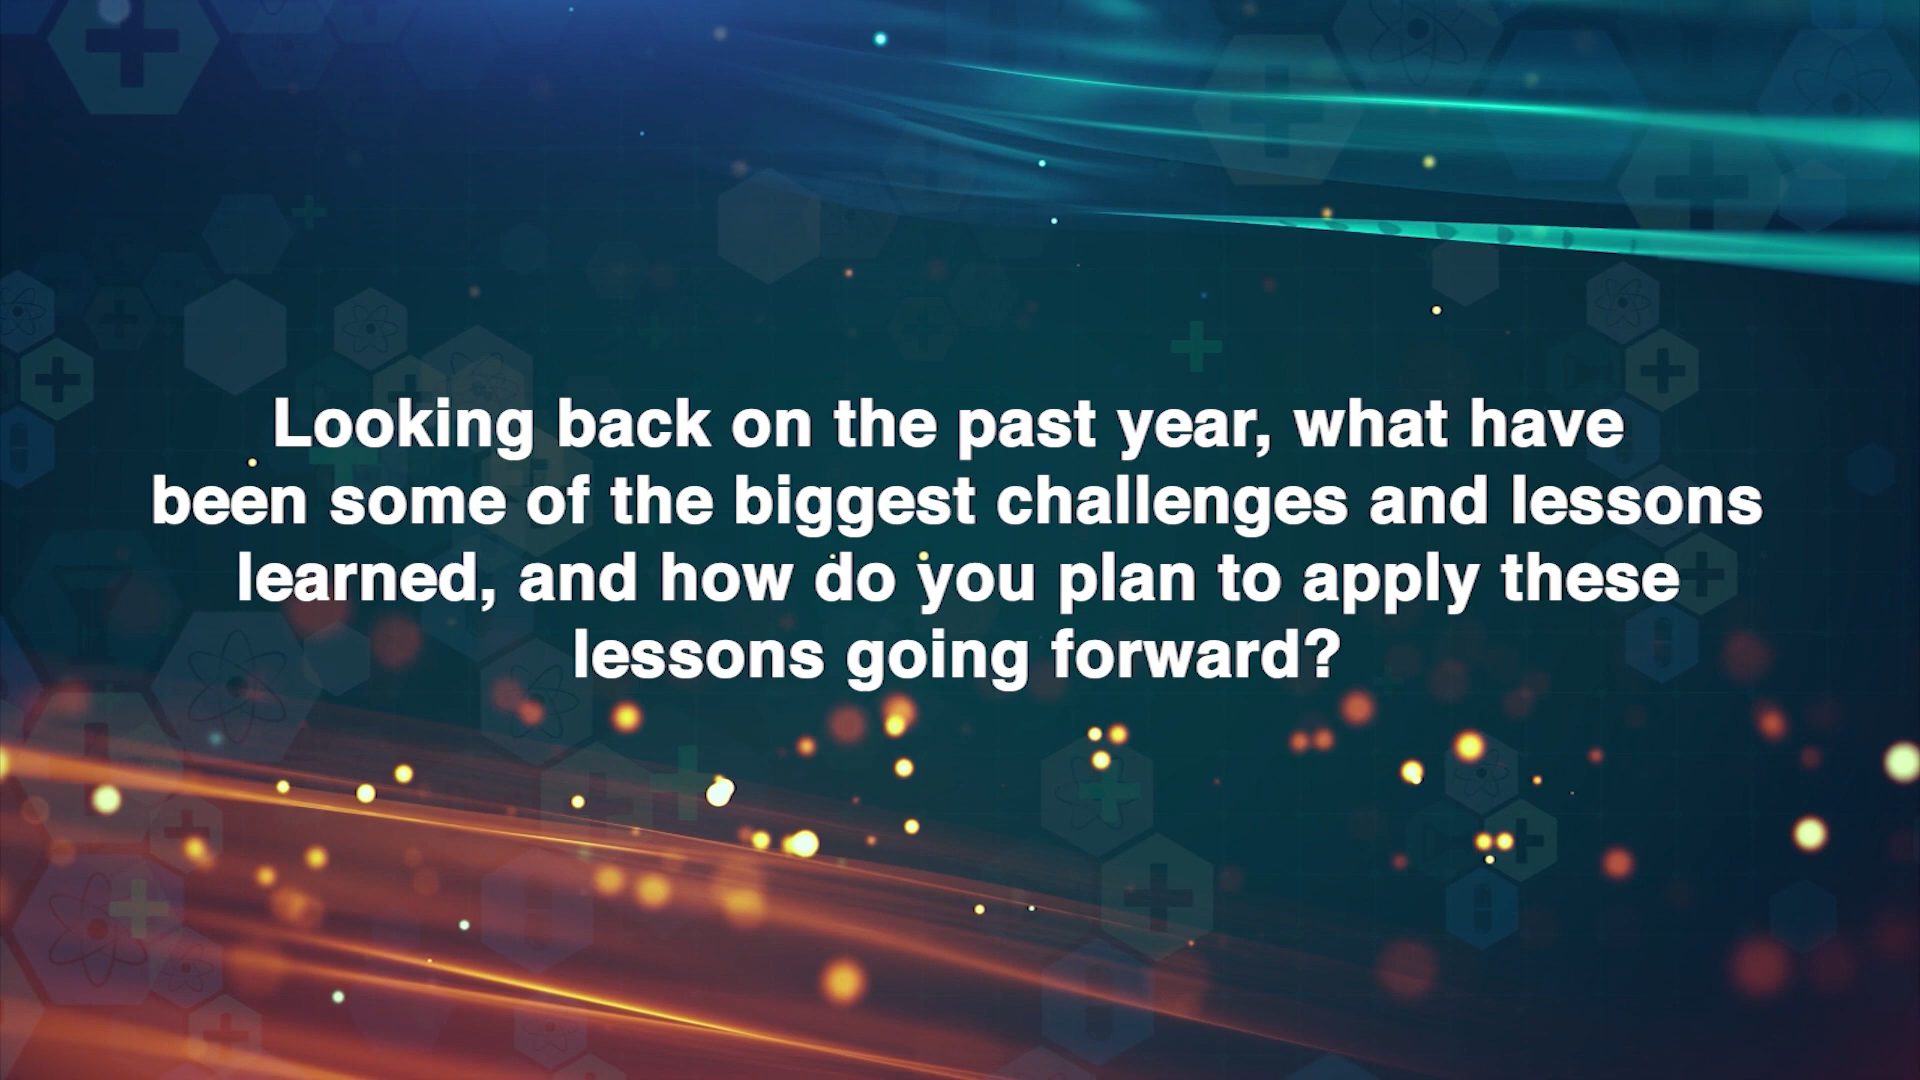 Looking back on the past year, what have
been some of the biggest challenges and lessons
learned, and how do you plan to apply these
lessons going forward?